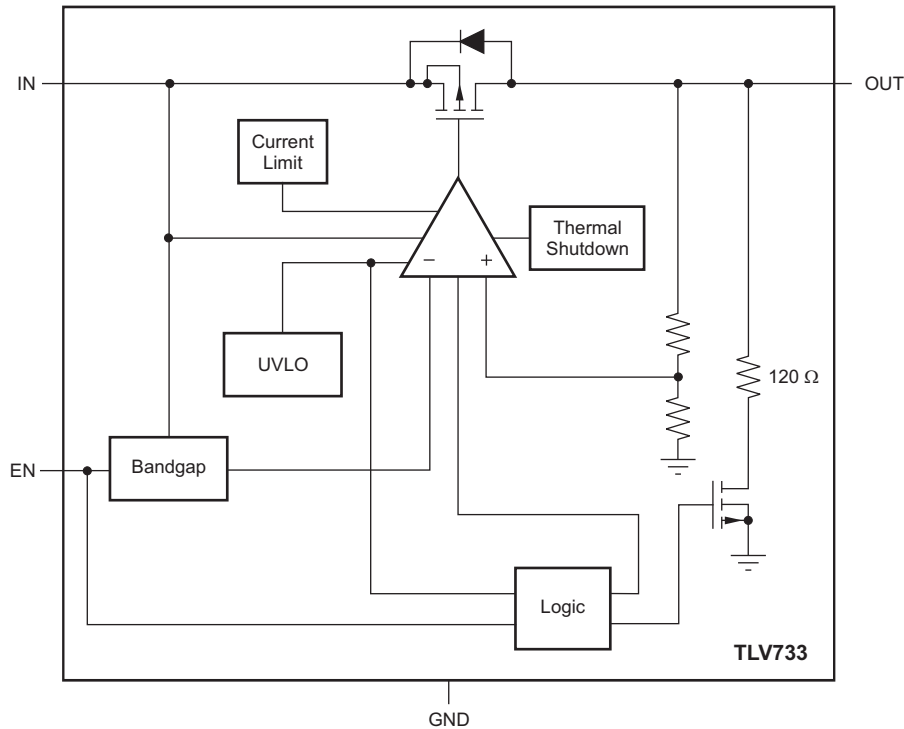 IN
OUT
Current
Limit
Thermal
Shutdown
−
+
UVLO
120 Ω
EN
Bandgap
Logic
TLV733
GND